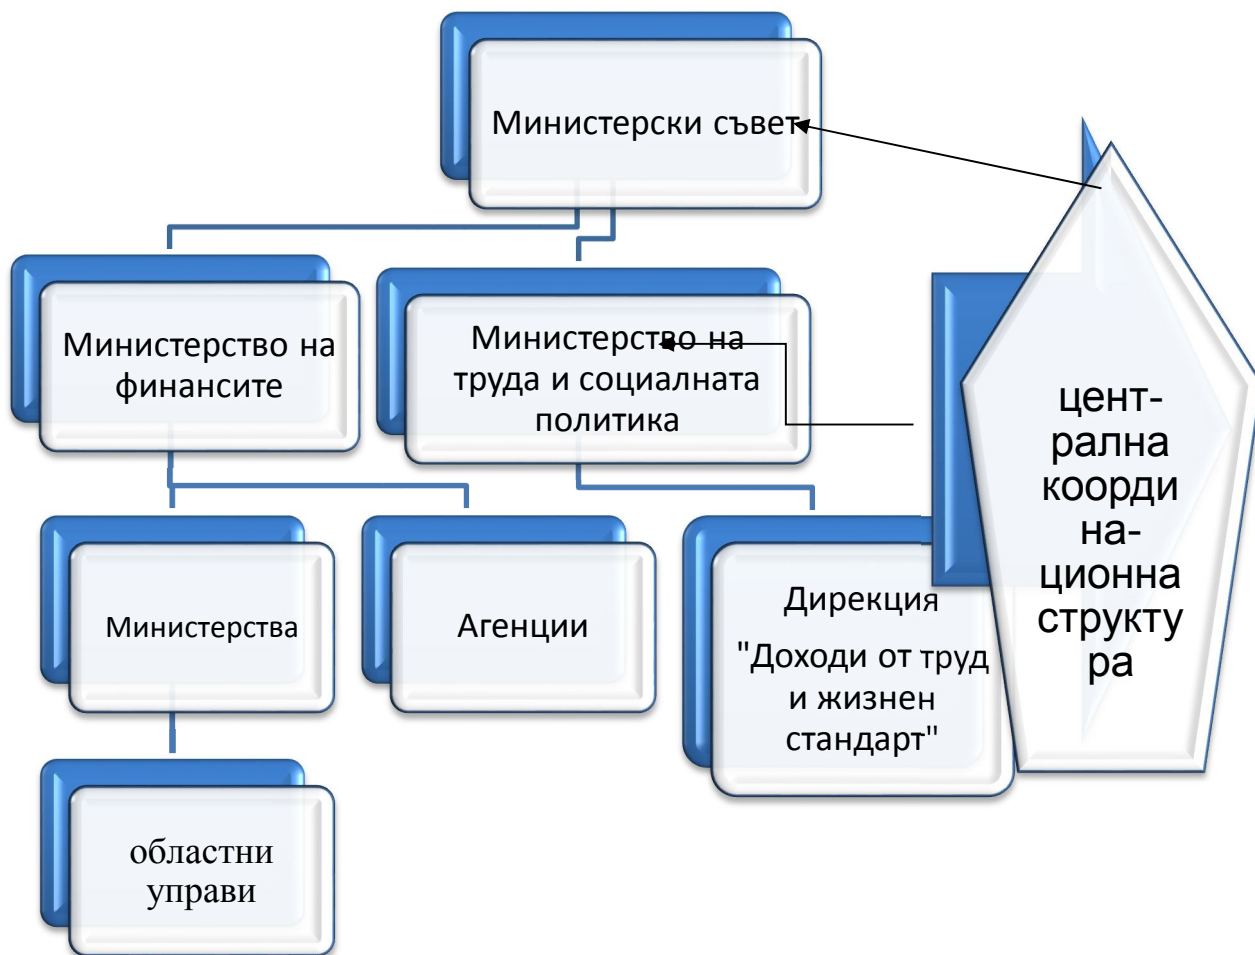 Министерски съвет
Министерство на
финансите
Министерство на
труда и социалната
политика
Министерства
Агенции
Дирекция
"Доходи от труд
и жизнен
стандарт"
областни
управи
цент-
рална
коорди
на-
ционна
структу
ра